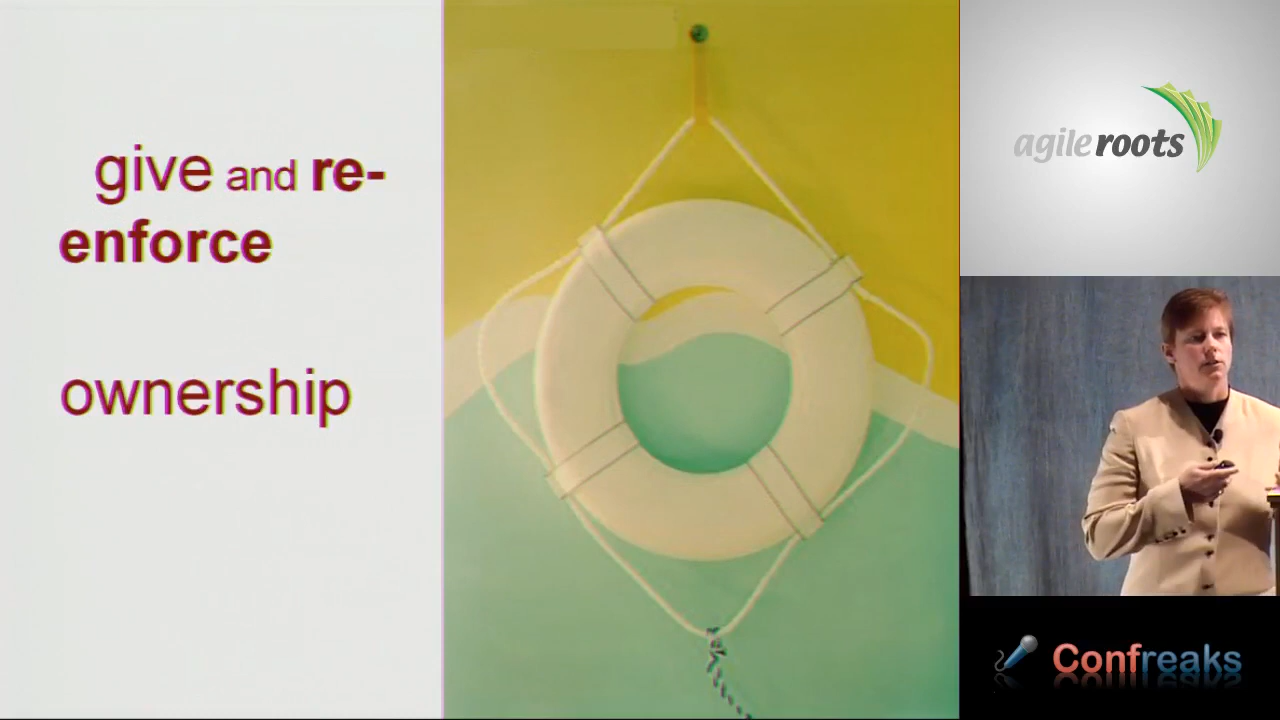 give and re-
enforce
ownership
agile roots
Confreaks